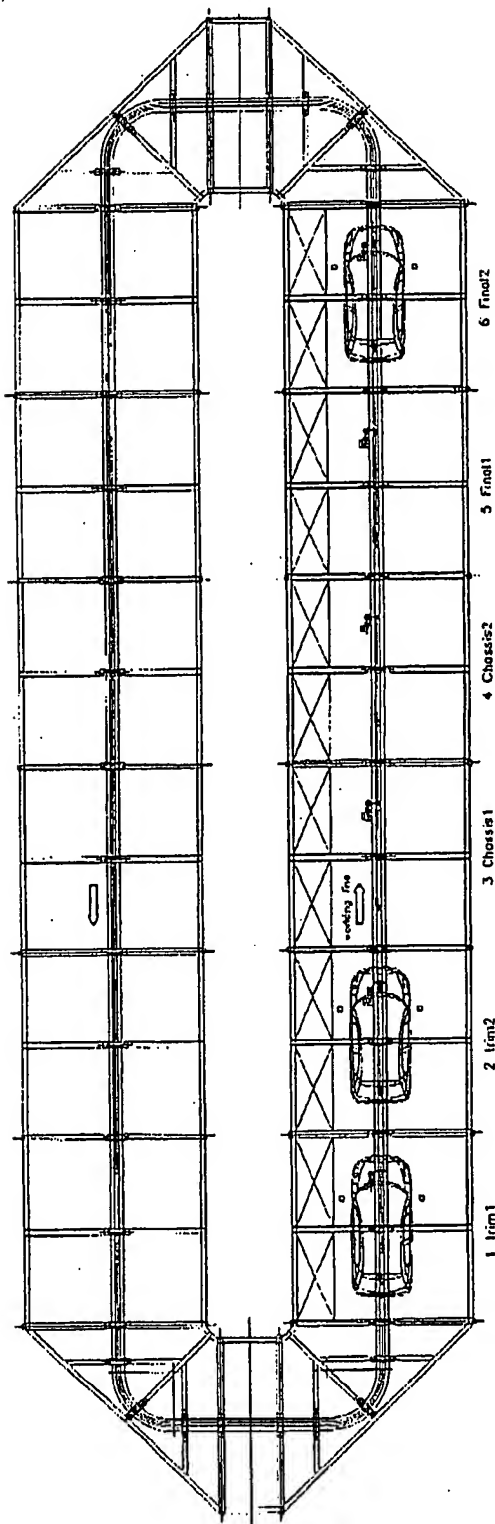 1 Trim1
2 Trim2
3 Chassis1
4 Chassis2
5 Final1
6 Final2
working line